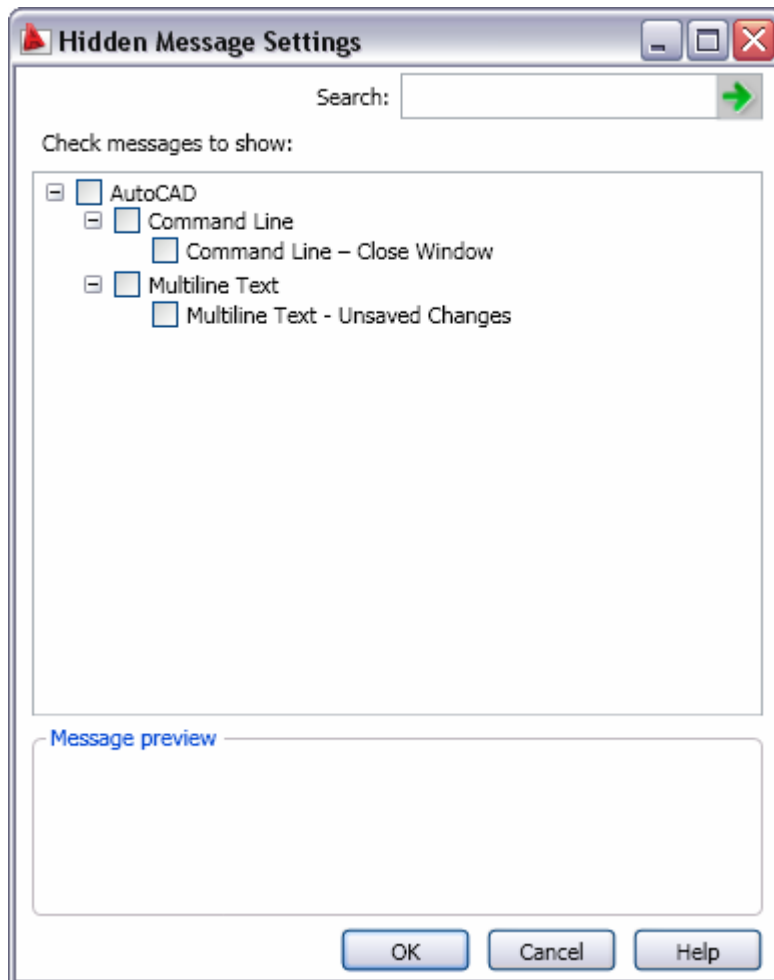 Hidden Message Settings
Search:
Check messages to show:
AutoCAD
Command Line
Command Line – Close Window
Multiline Text
Multiline Text - Unsaved Changes
Message preview
OK Cancel Help